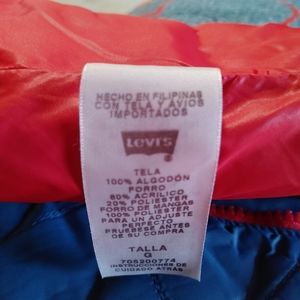 HECHO EN FILIPINAS
CON TELA Y AVIOS
IMPORTADOS
Levi's
TELA
100% ALGODÓN
FORRO
80% ACRILICO
20% POLIESTER
(FORRO DE MANGAS
100% POLIESTER
PARA UN AJUSTE
PERFECTO
PRUEBESE ANTES
DE SU COMPRA
TALLA
G
705200774
INSTRUCCIONES DE
CUIDADO ATRÁS